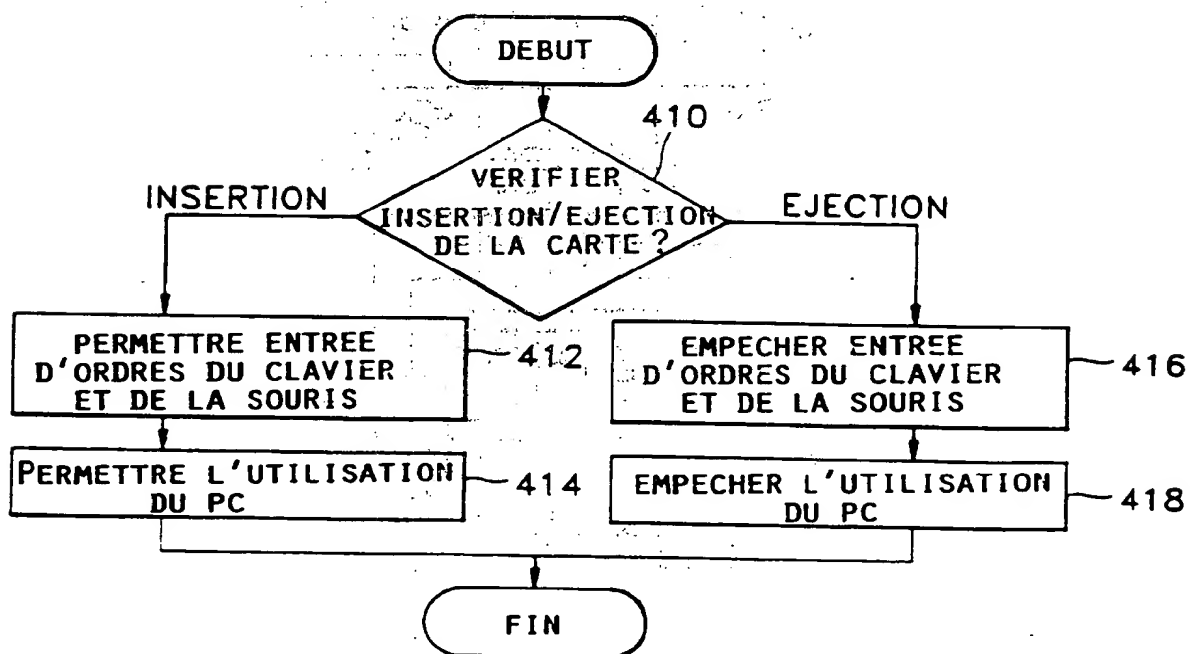 DEBUT
410
VERIFIER
INSERTION/EJECTION
DE LA CARTE?
INSERTION
EJECTION
PERMETTRE ENTREE
D'ORDRES DU CLAVIER
ET DE LA SOURIS
412
PERMETTRE L'UTILISATION
DU PC
414
EMPECHER ENTREE
D'ORDRES DU CLAVIER
ET DE LA SOURIS
416
EMPECHER L'UTILISATION
DU PC
418
FIN